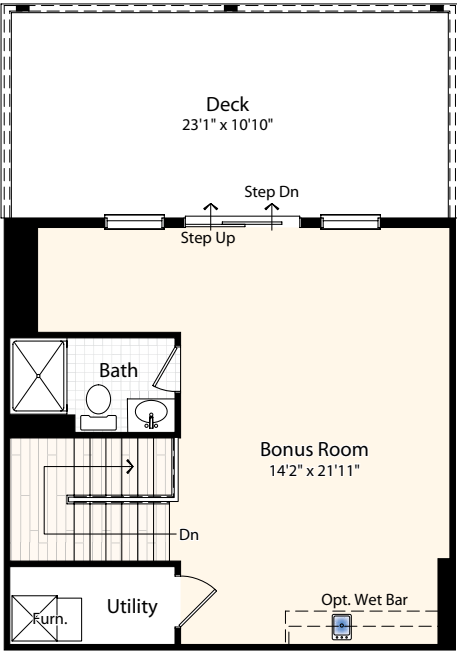 Deck
23'1" x 10'10"
Step Dn
Step Up
Bath
Bonus Room
14'2" x 21'11"
Dn
Opt. Wet Bar
Utility
Furn.